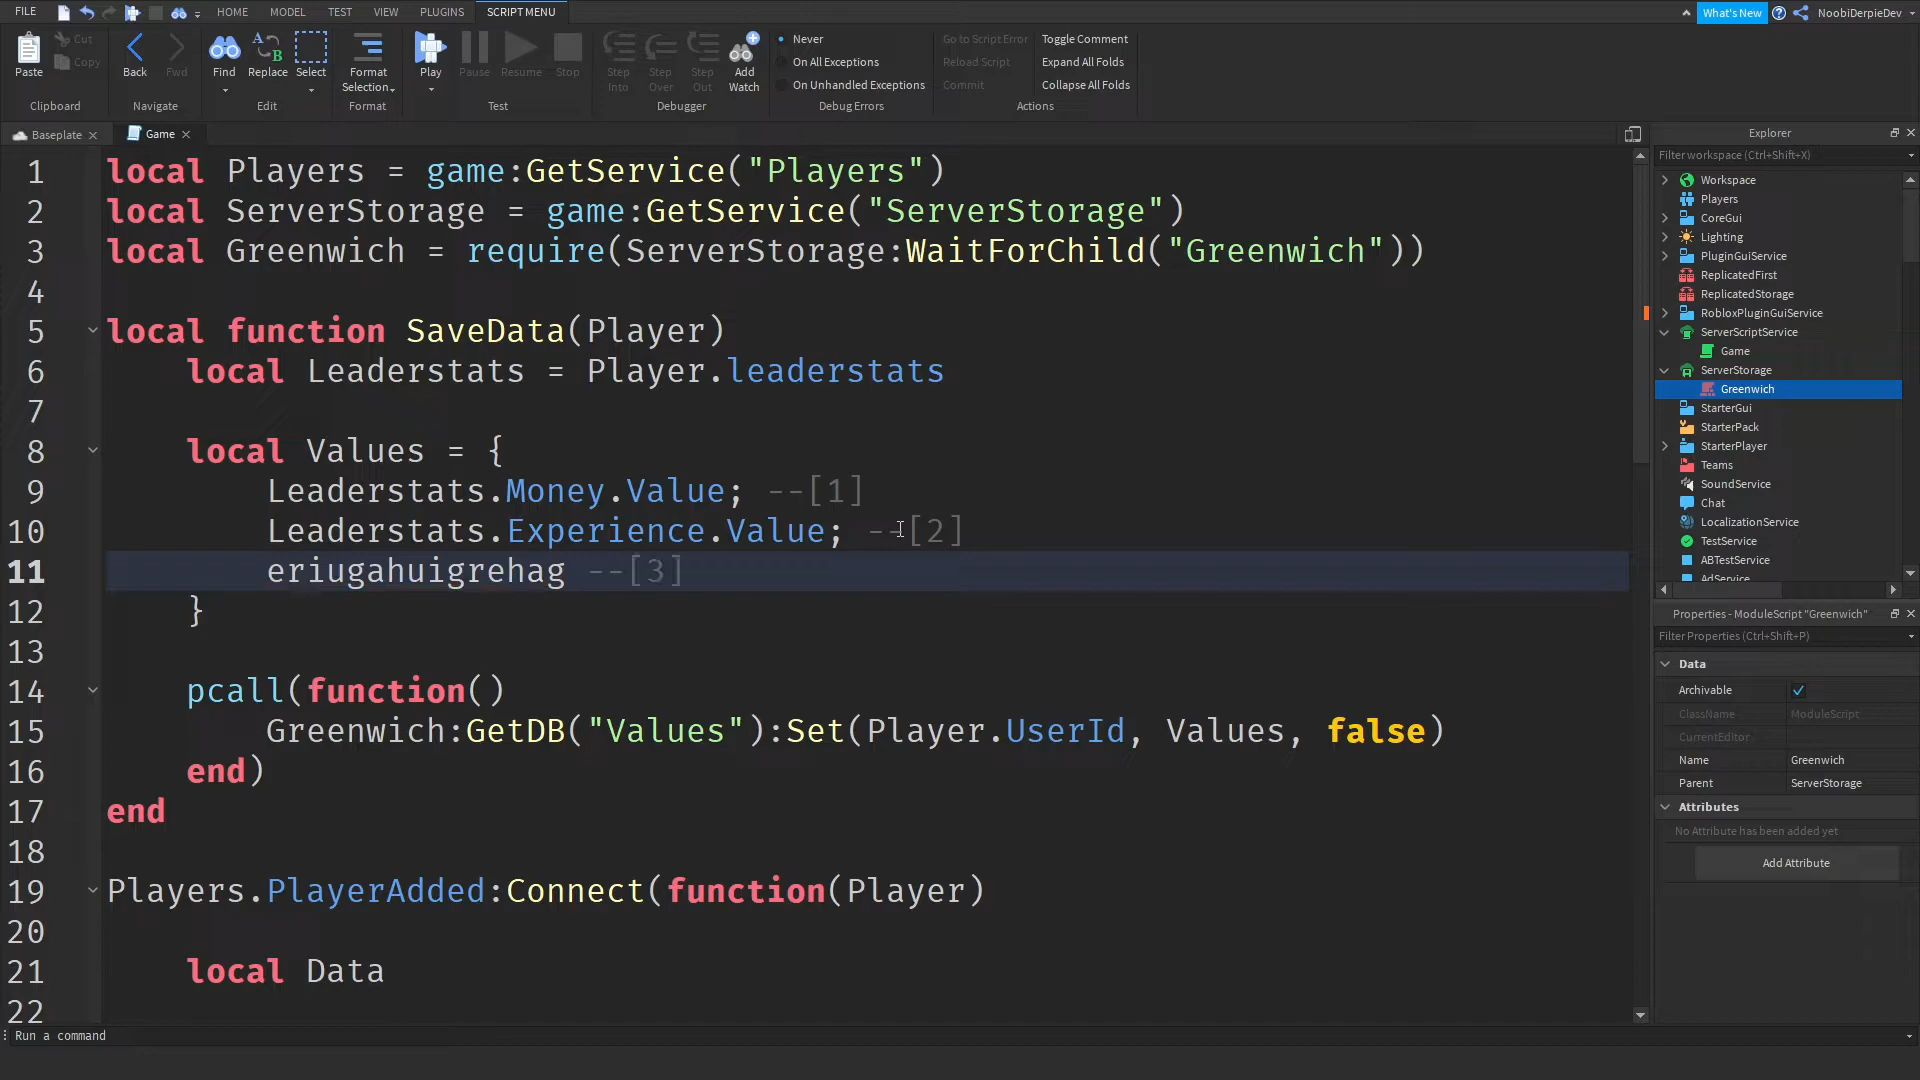 FILE HOME MODEL TEST VIEW PLUGINS SCRIPT MENU What's New NoobiDerpieDev
Paste Cut Copy
Clipboard
Back Fwd
Navigate
Find Replace Select
Edit
Format Selection
Format
Play Pause Resume Stop
Test
Step Into Step Over Step Out Add Watch
Debugger
Never
On All Exceptions
On Unhandled Exceptions
Debug Errors
Go to Script Error Toggle Comment
Reload Script Expand All Folds
Commit Collapse All Folds
Actions
Baseplate Game
1 local Players = game:GetService("Players")
2 local ServerStorage = game:GetService("ServerStorage")
3 local Greenwich = require(ServerStorage:WaitForChild("Greenwich"))
4
5 local function SaveData(Player)
6 local Leaderstats = Player.leaderstats
7
8 local Values = {
9 Leaderstats.Money.Value; --[1]
10 Leaderstats.Experience.Value; --[2]
11 eriugahuigrehag --[3]
12 }
13
14 pcall(function()
15 Greenwich:GetDB("Values"):Set(Player.UserId, Values, false)
16 end)
17 end
18
19 Players.PlayerAdded:Connect(function(Player)
20
21 local Data
22
Run a command
Explorer
Filter workspace (Ctrl+Shift+X)
Workspace
Players
CoreGui
Lighting
PluginGuiService
ReplicatedFirst
ReplicatedStorage
RobloxPluginGuiService
ServerScriptService
Game
ServerStorage
Greenwich
StarterGui
StarterPack
StarterPlayer
Teams
SoundService
Chat
LocalizationService
TestService
ABTestService
AdService
Properties - ModuleScript "Greenwich"
Filter Properties (Ctrl+Shift+P)
Data
Archivable
ClassName ModuleScript
CurrentEditor
Name Greenwich
Parent ServerStorage
Attributes
No Attribute has been added yet
Add Attribute